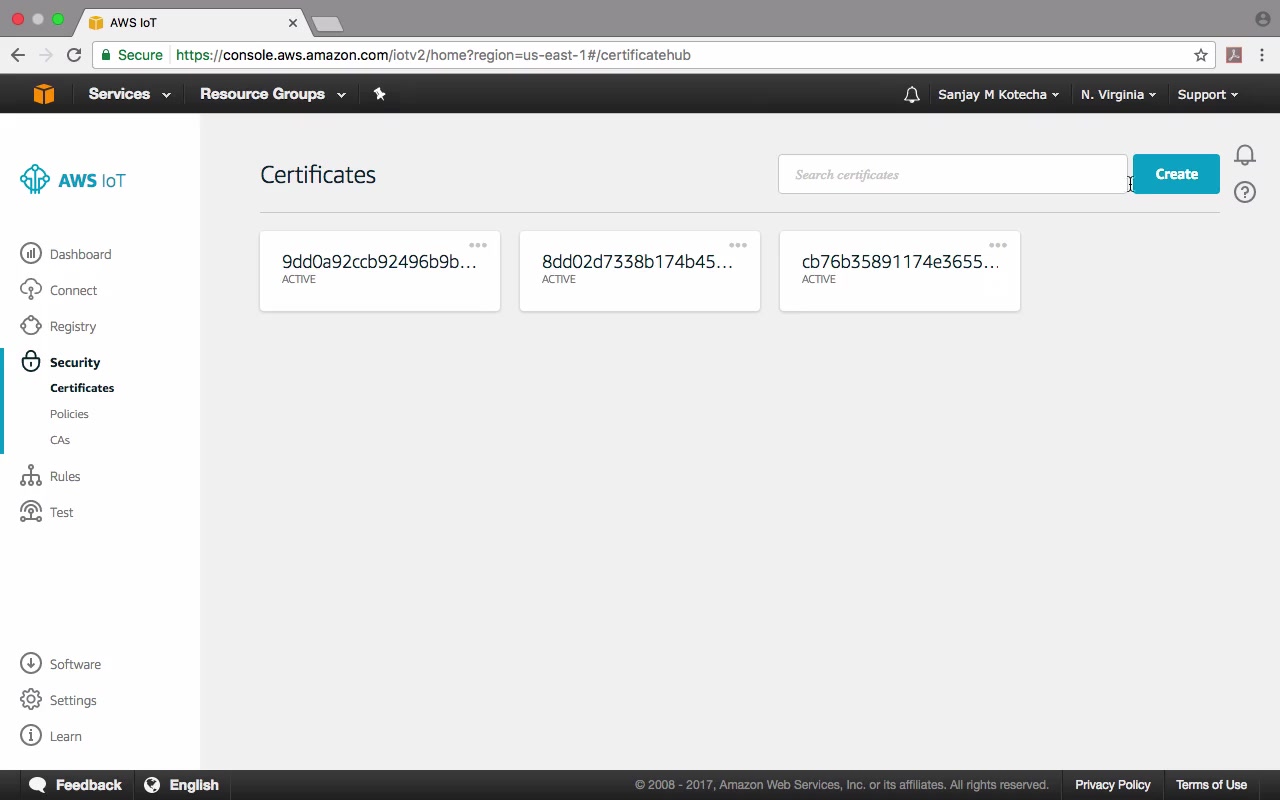 AWS IoT
Secure https://console.aws.amazon.com/iotv2/home?region=us-east-1#/certificatehub
Services Resource Groups Sanjay M Kotecha N. Virginia Support
AWS IoT
Certificates
Search certificates
Create
Dashboard
Connect
Registry
Security
Certificates
Policies
CAs
Rules
Test
Software
Settings
Learn
9dd0a92ccb92496b9b...
ACTIVE
8dd02d7338b174b45...
ACTIVE
cb76b35891174e3655...
ACTIVE
Feedback English © 2008 - 2017, Amazon Web Services, Inc. or its affiliates. All rights reserved. Privacy Policy Terms of Use